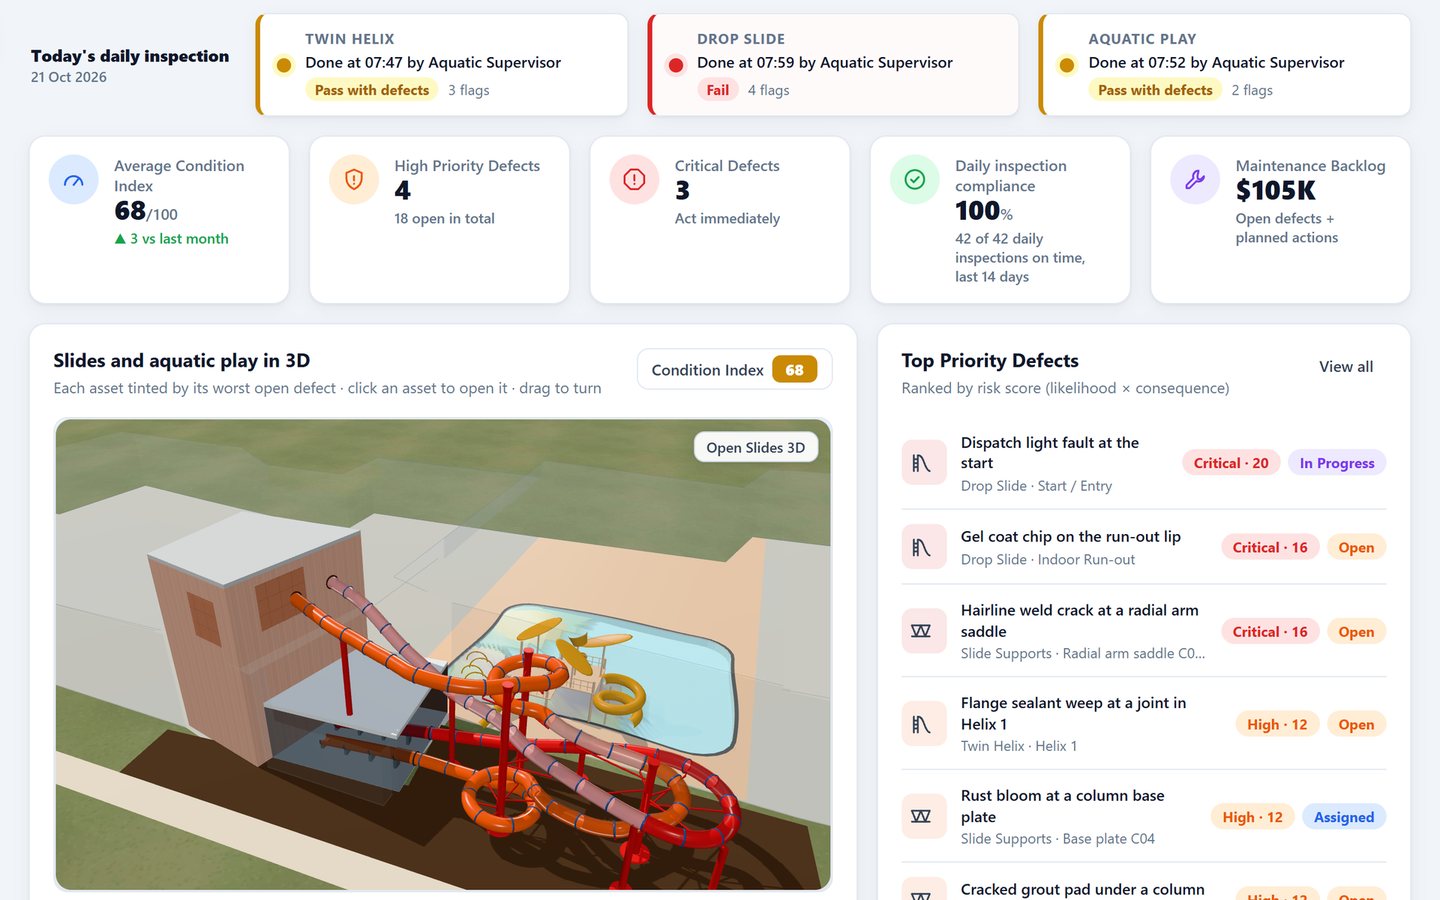 Today's daily inspection
21 Oct 2026
TWIN HELIX
Done at 07:47 by Aquatic Supervisor
Pass with defects 3 flags
DROP SLIDE
Done at 07:59 by Aquatic Supervisor
Fail 4 flags
AQUATIC PLAY
Done at 07:52 by Aquatic Supervisor
Pass with defects 2 flags
Average Condition
Index
68/100
▲ 3 vs last month
High Priority Defects
4
18 open in total
Critical Defects
3
Act immediately
Daily inspection
compliance
100%
42 of 42 daily
inspections on time,
last 14 days
Maintenance Backlog
$105K
Open defects +
planned actions
Slides and aquatic play in 3D
Each asset tinted by its worst open defect · click an asset to open it · drag to turn
Condition Index 68
Open Slides 3D
Top Priority Defects
Ranked by risk score (likelihood × consequence)
View all
Dispatch light fault at the
start
Drop Slide · Start / Entry
Critical · 20 In Progress
Gel coat chip on the run-out lip
Drop Slide · Indoor Run-out
Critical · 16 Open
Hairline weld crack at a radial arm
saddle
Slide Supports · Radial arm saddle C0...
Critical · 16 Open
Flange sealant weep at a joint in
Helix 1
Twin Helix · Helix 1
High · 12 Open
Rust bloom at a column base
plate
Slide Supports · Base plate C04
High · 12 Assigned
Cracked grout pad under a column
High · 12 Open